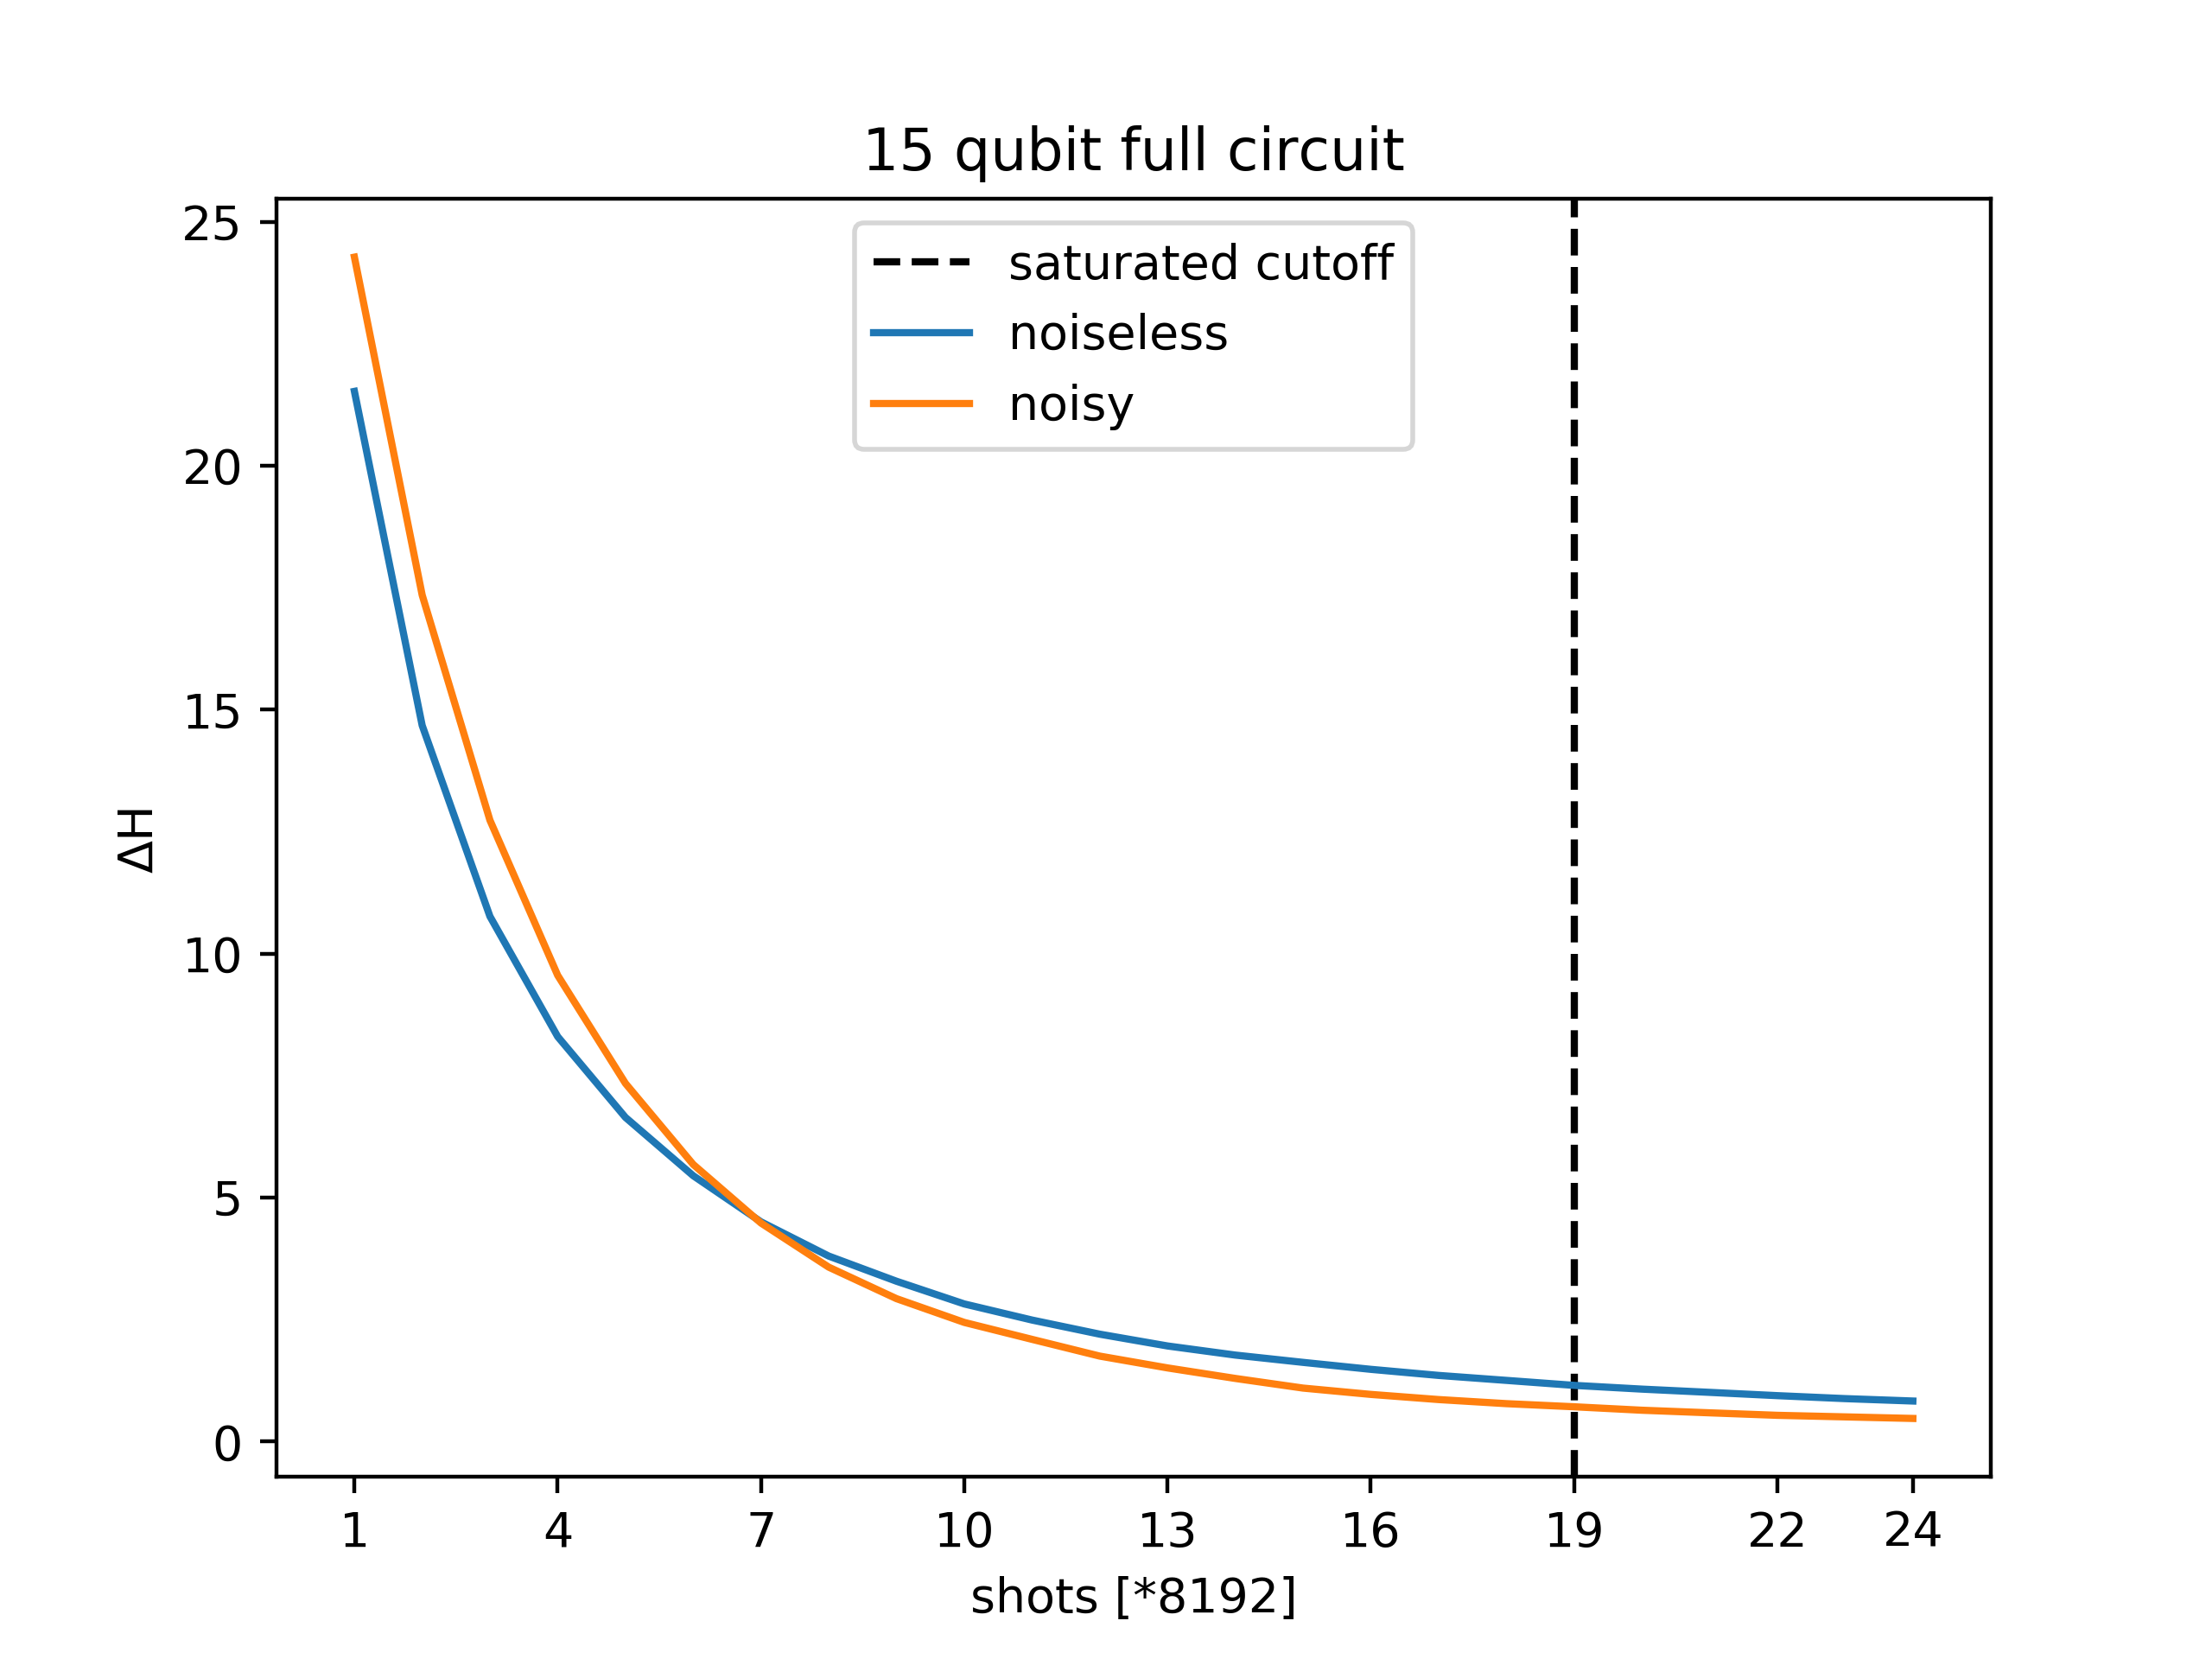 15 qubit full circuit
saturated cutoff
noiseless
noisy
25
20
15
10
5
0
ΔH
1 4 7 10 13 16 19 22 24
shots [*8192]